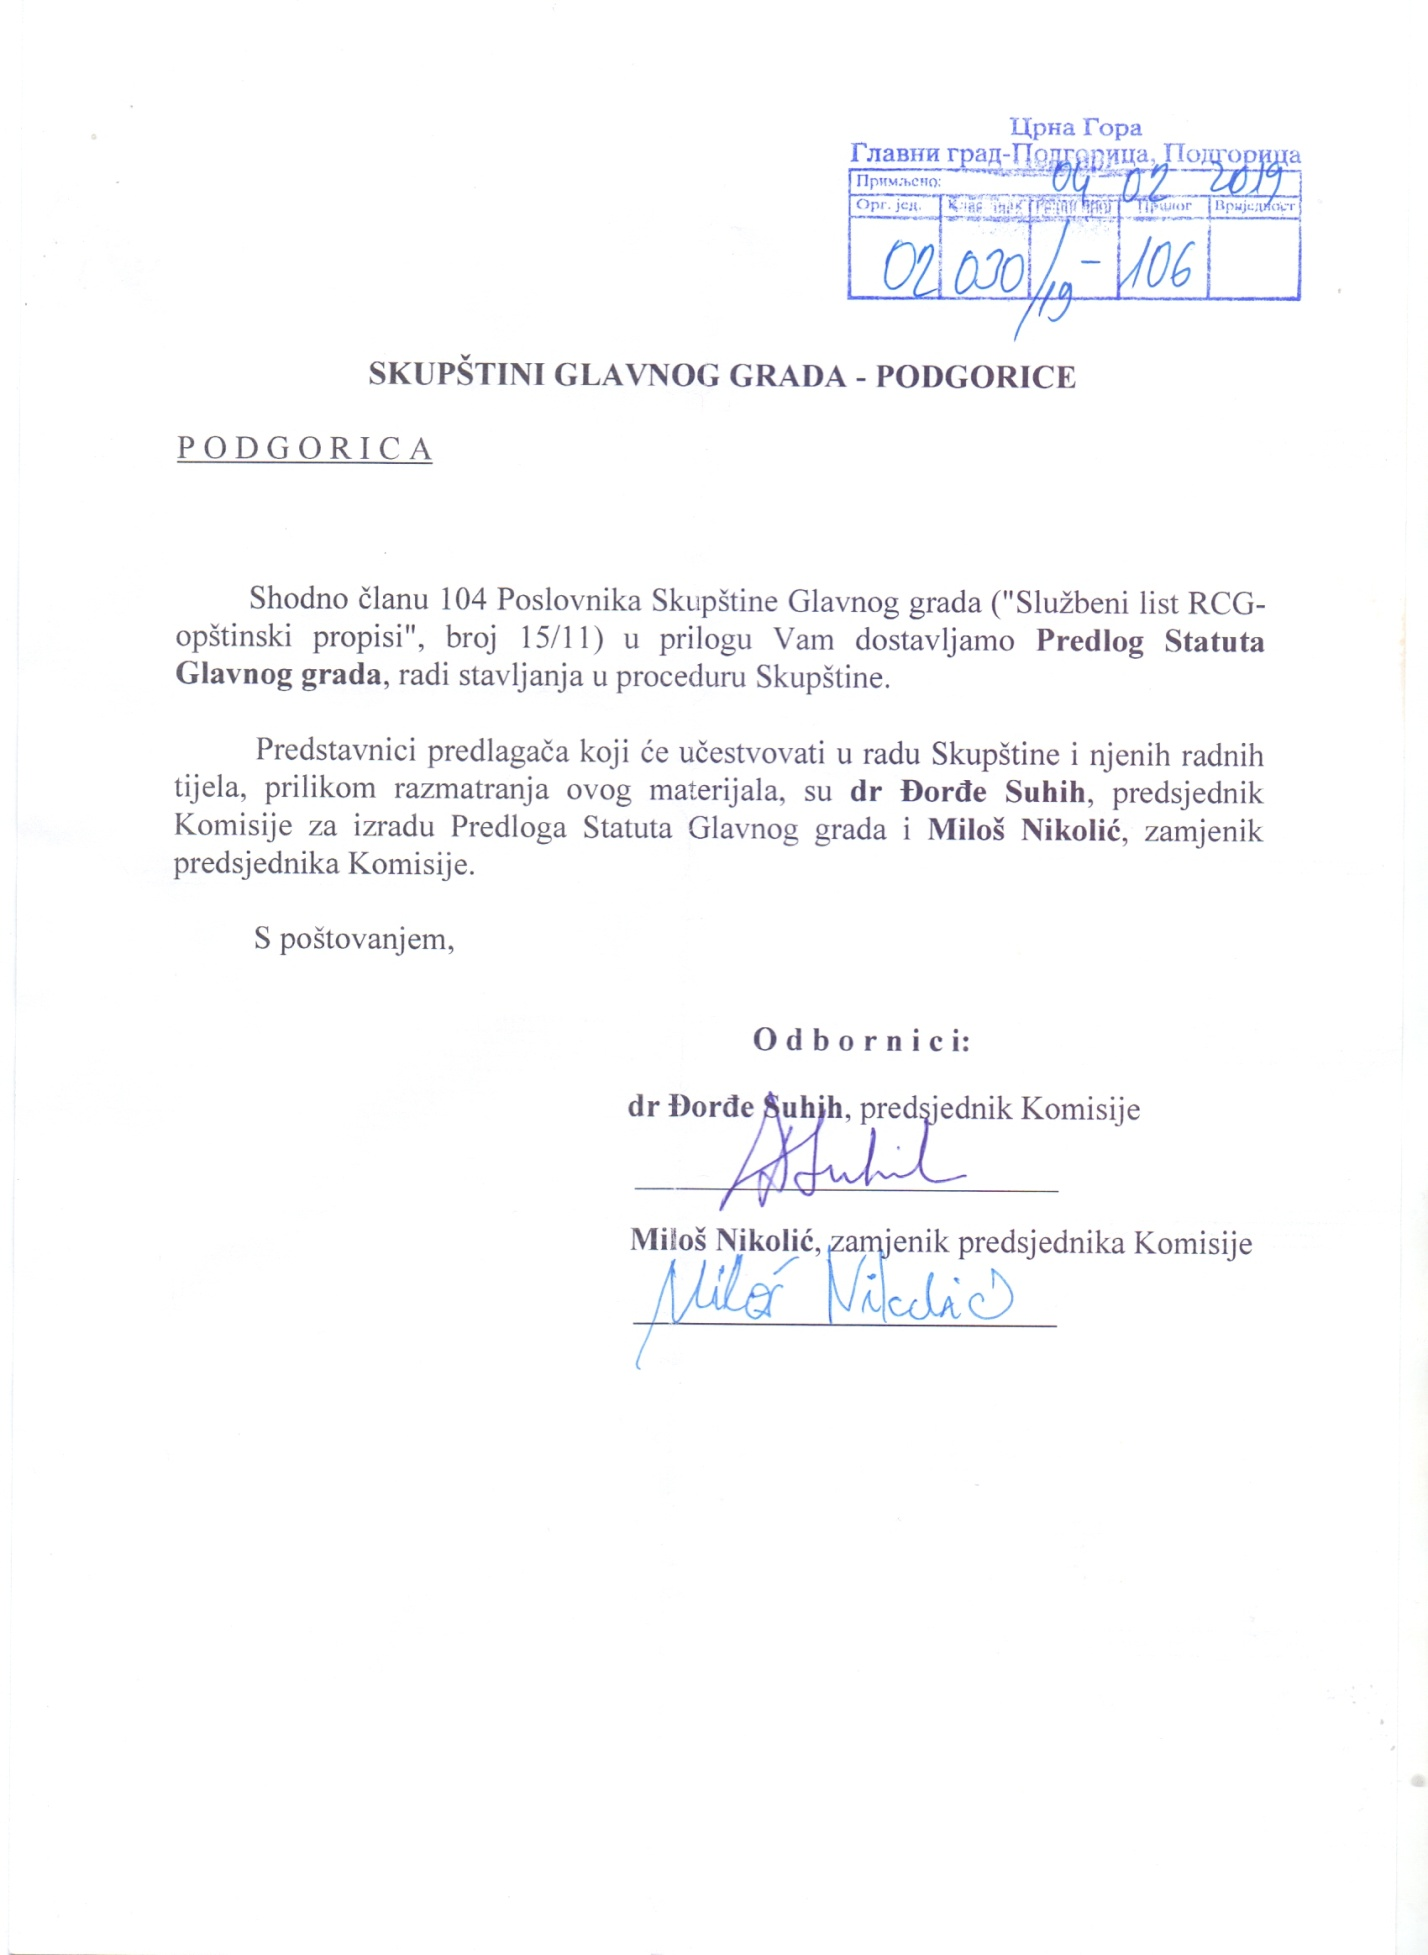 Црна Гора
Главни град-Подгорица, Подгорица
Примљено: 04 02 2019
Орг. јед. Прилог Вриједност
02 030/19 - 106
SKUPŠTINI GLAVNOG GRADA - PODGORICE
P O D G O R I C A
Shodno članu 104 Poslovnika Skupštine Glavnog grada ("Službeni list RCG-
opštinski propisi", broj 15/11) u prilogu Vam dostavljamo Predlog Statuta
Glavnog grada, radi stavljanja u proceduru Skupštine.
Predstavnici predlagača koji će učestvovati u radu Skupštine i njenih radnih
tijela, prilikom razmatranja ovog materijala, su dr Đorđe Suhih, predsjednik
Komisije za izradu Predloga Statuta Glavnog grada i Miloš Nikolić, zamjenik
predsjednika Komisije.
S poštovanjem,
O d b o r n i c i:
dr Đorđe Suhih, predsjednik Komisije
Suhih
Miloš Nikolić, zamjenik predsjednika Komisije
Miloš Nikolić